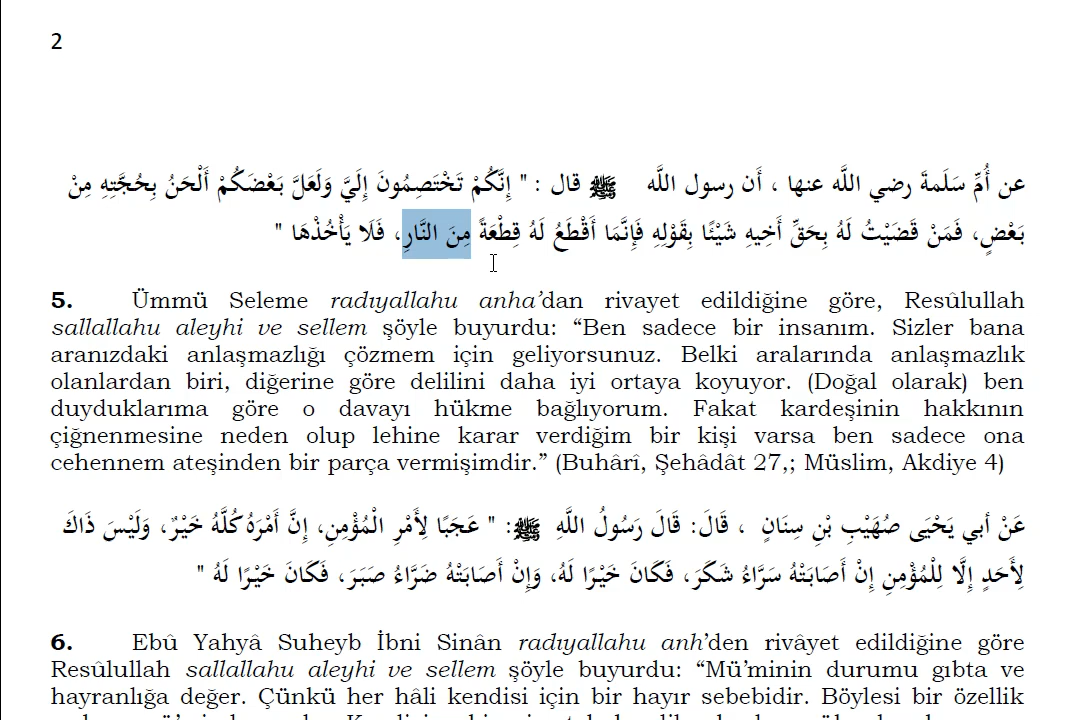 2
عن أُمِّ سَلَمةَ رضي اللَّه عنها ، أَن رسول اللَّه ﷺ قال : " إِنَّكُمْ تَخْتَصِمُونَ إِلَيَّ وَلَعَلَّ بَعْضَكُمْ أَلْحَنُ بِحُجَّتِهِ مِنْ
بَعْضٍ، فَمَنْ قَضَيْتُ لَهُ بِحَقِّ أَخِيهِ شَيْئًا بِقَوْلِهِ فَإِنَّمَا أَقْطَعُ لَهُ قِطْعَةً مِنَ النَّارِ، فَلَا يَأْخُذْهَا "
5. Ümmü Seleme radıyallahu anha’dan rivayet edildiğine göre, Resûlullah
sallallahu aleyhi ve sellem şöyle buyurdu: “Ben sadece bir insanım. Sizler bana
aranızdaki anlaşmazlığı çözmem için geliyorsunuz. Belki aralarında anlaşmazlık
olanlardan biri, diğerine göre delilini daha iyi ortaya koyuyor. (Doğal olarak) ben
duyduklarıma göre o davayı hükme bağlıyorum. Fakat kardeşinin hakkının
çiğnenmesine neden olup lehine karar verdiğim bir kişi varsa ben sadece ona
cehennem ateşinden bir parça vermişimdir.” (Buhârî, Şehâdât 27,; Müslim, Akdiye 4)
عَنْ أبي يَحْيَى صُهَيْبِ بْنِ سِنَانٍ ، قَالَ: قَالَ رَسُولُ اللَّهِ ﷺ: " عَجَبًا لِأَمْرِ الْمُؤْمِنِ، إِنَّ أَمْرَهُ كُلَّهُ خَيْرٌ، وَلَيْسَ ذَاكَ
لِأَحَدٍ إِلَّا لِلْمُؤْمِنِ إِنْ أَصَابَتْهُ سَرَّاءُ شَكَرَ، فَكَانَ خَيْرًا لَهُ، وَإِنْ أَصَابَتْهُ ضَرَّاءُ صَبَرَ، فَكَانَ خَيْرًا لَهُ "
6. Ebû Yahyâ Suheyb İbni Sinân radıyallahu anh’den rivâyet edildiğine göre
Resûlullah sallallahu aleyhi ve sellem şöyle buyurdu: “Mü’minin durumu gıbta ve
hayranlığa değer. Çünkü her hâli kendisi için bir hayır sebebidir. Böylesi bir özellik